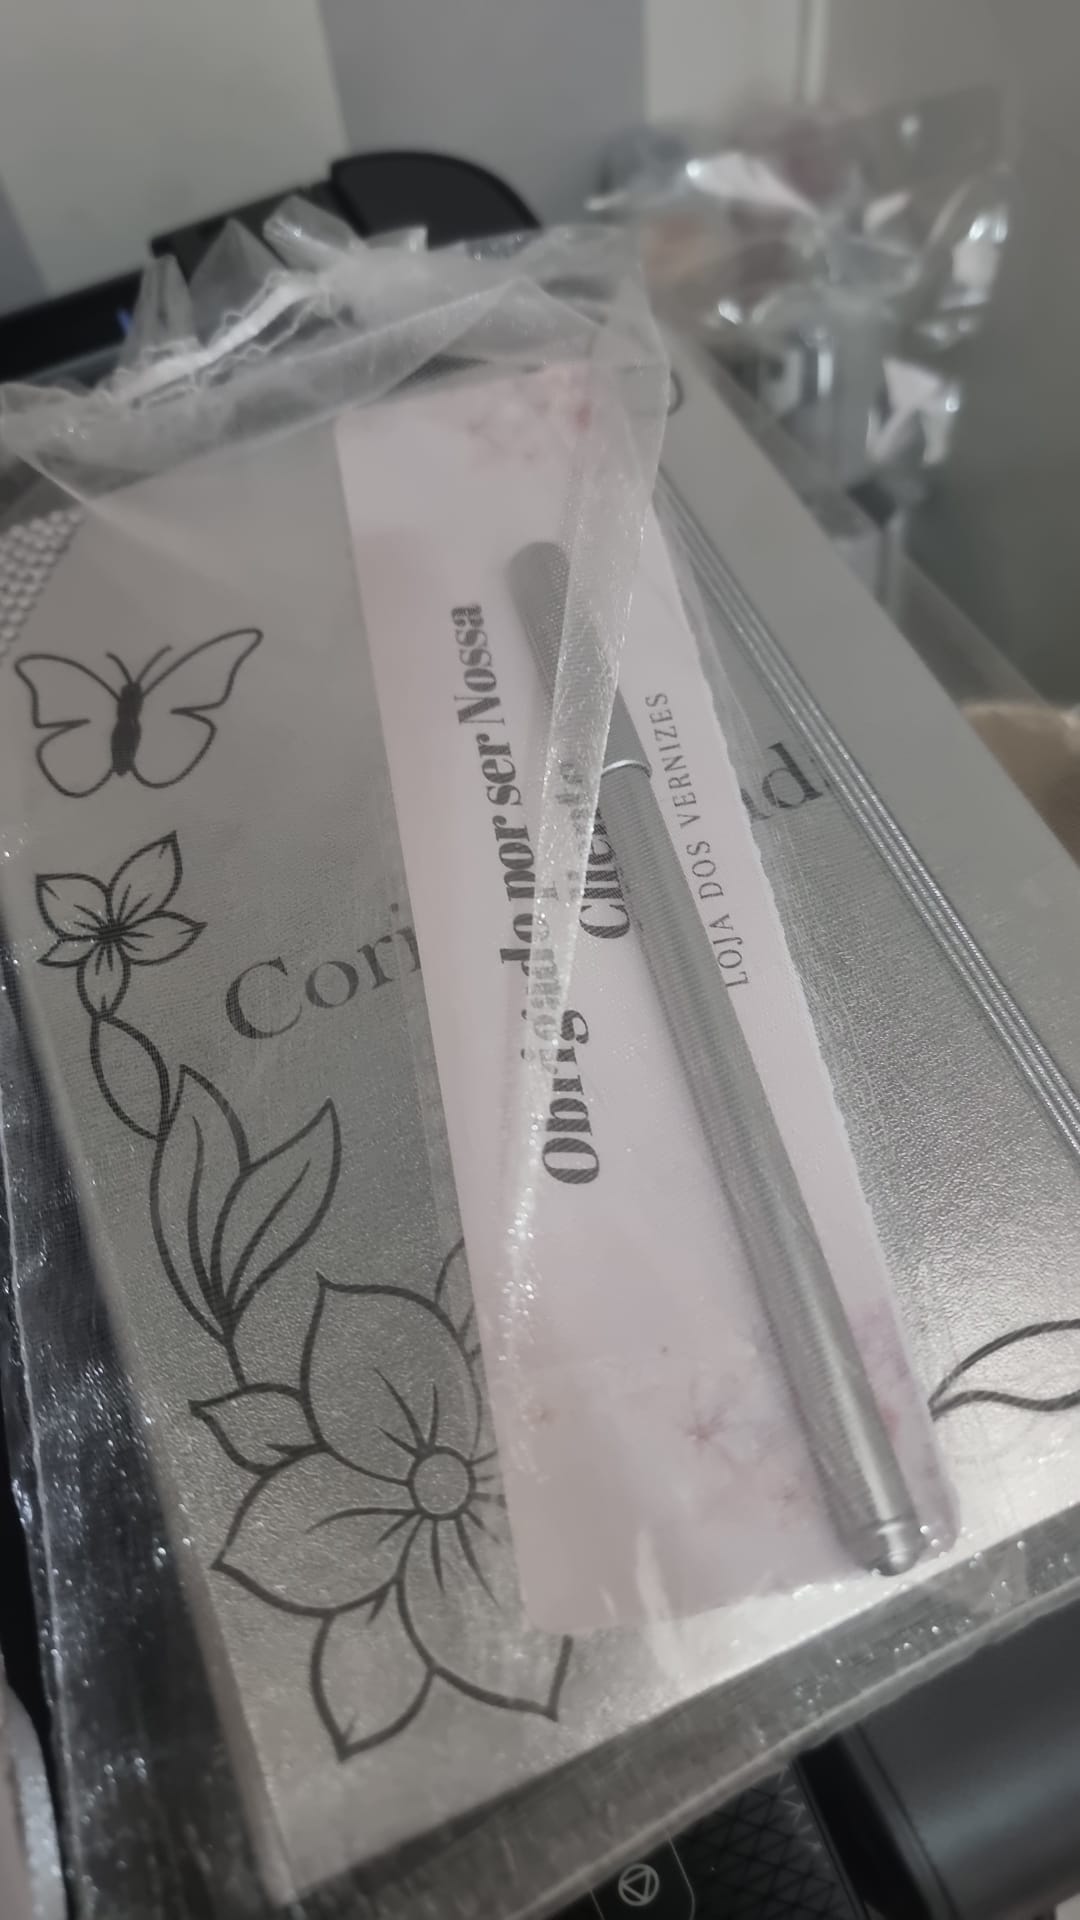 Obrigado por ser Nossa
Cliente
LOJA DOS VERNIZES